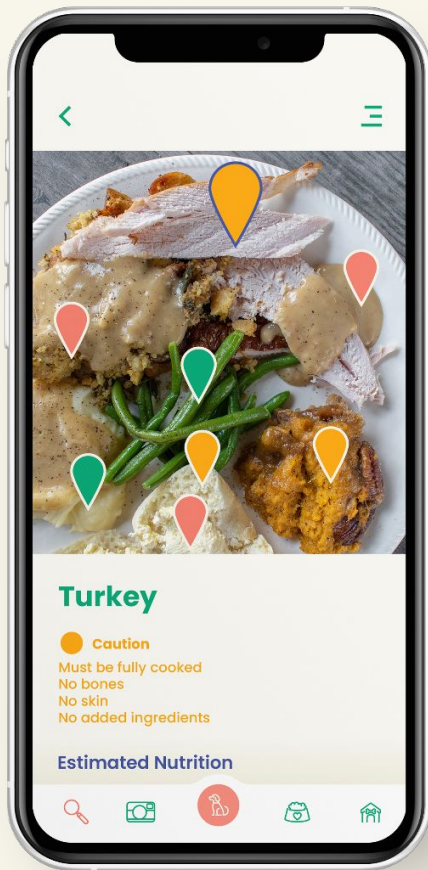 Turkey
Caution
Must be fully cooked
No bones
No skin
No added ingredients
Estimated Nutrition